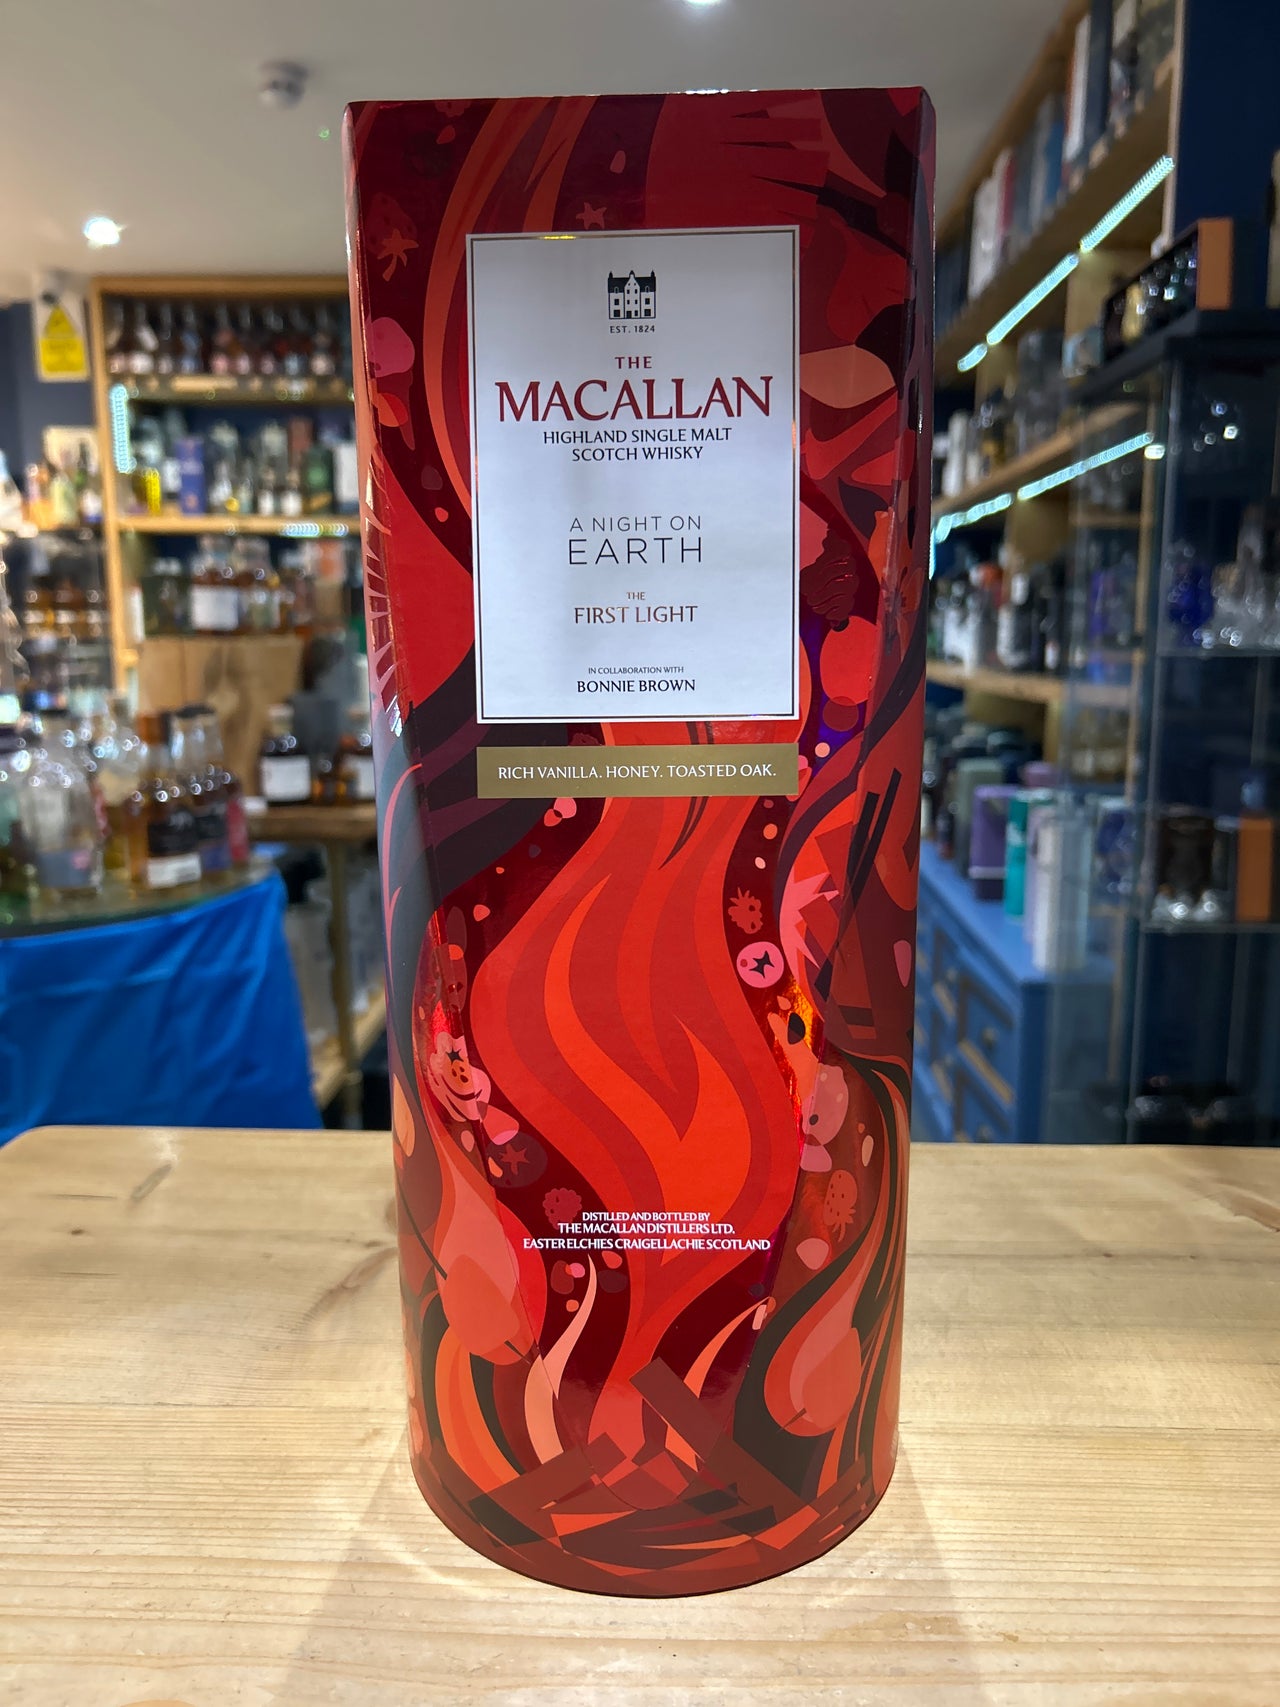 EST. 1824
THE
MACALLAN
HIGHLAND SINGLE MALT
SCOTCH WHISKY
A NIGHT ON
EARTH
THE
FIRST LIGHT
IN COLLABORATION WITH
BONNIE BROWN
RICH VANILLA. HONEY. TOASTED OAK.
DISTILLED AND BOTTLED BY
THE MACALLAN DISTILLERS LTD.
EASTER ELCHIES CRAIGELLACHIE SCOTLAND